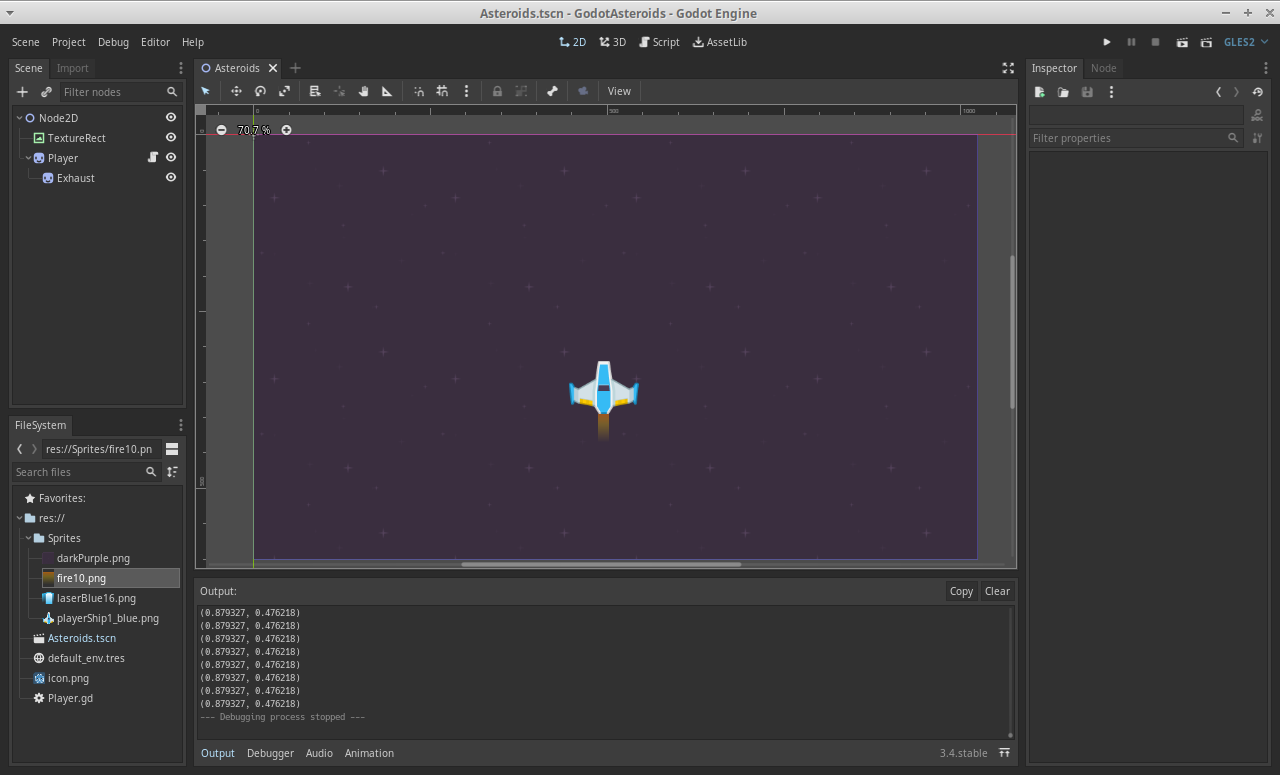 Asteroids.tscn - GodotAsteroids - Godot Engine
Scene Project Debug Editor Help
2D 3D Script AssetLib
GLES2
Scene Import
Filter nodes
Node2D
TextureRect
Player
Exhaust
Asteroids
View
0 500 1000
70.7 %
0
500
Inspector Node
Filter properties
FileSystem
res://Sprites/fire10.pn
Search files
Favorites:
res://
Sprites
darkPurple.png
fire10.png
laserBlue16.png
playerShip1_blue.png
Asteroids.tscn
default_env.tres
icon.png
Player.gd
Output:
Copy Clear
(0.879327, 0.476218)
(0.879327, 0.476218)
(0.879327, 0.476218)
(0.879327, 0.476218)
(0.879327, 0.476218)
(0.879327, 0.476218)
(0.879327, 0.476218)
(0.879327, 0.476218)
--- Debugging process stopped ---
Output Debugger Audio Animation
3.4.stable